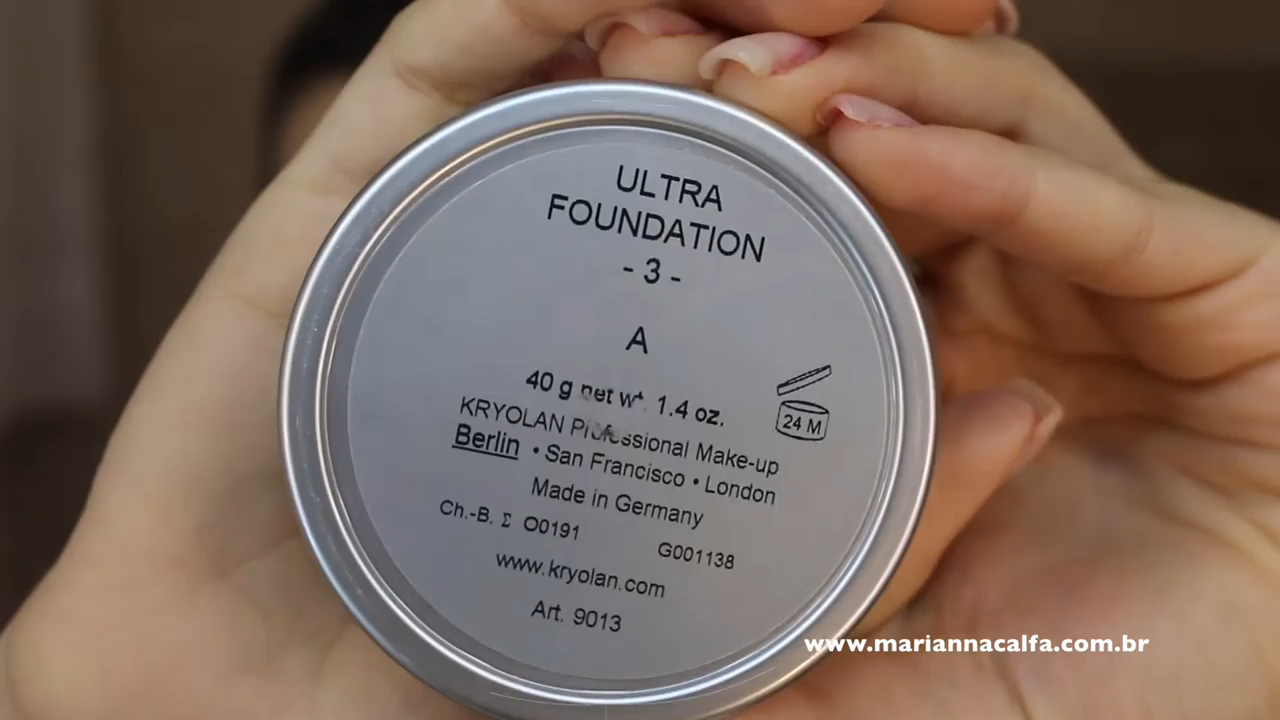 ULTRA
FOUNDATION
- 3 -
A
40 g net wt. 1.4 oz.
24 M
KRYOLAN Professional Make-up
Berlin • San Francisco • London
Made in Germany
Ch.-B. Σ O0191 G001138
www.kryolan.com
Art. 9013
www.mariannacalfa.com.br